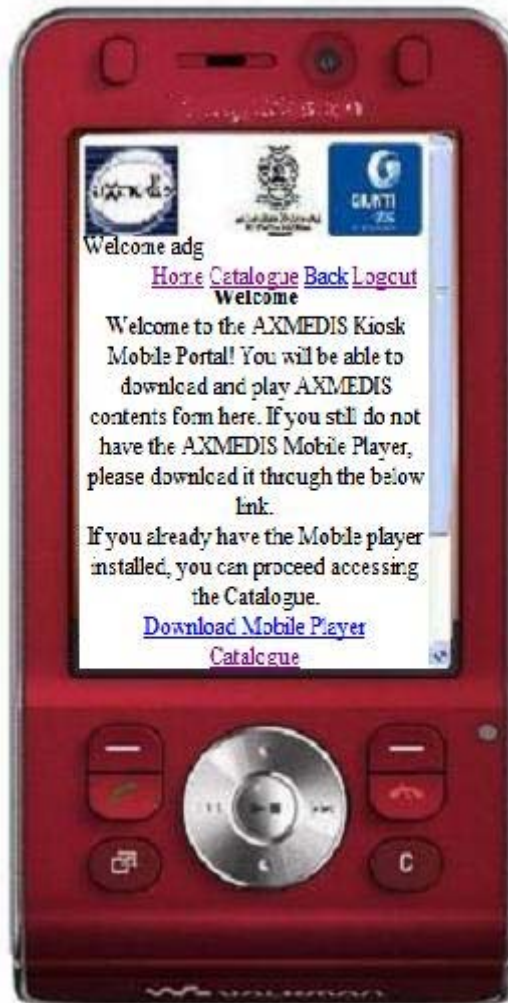 axmedis
GIUNTI
Welcome adg
Home Catalogue Back Logout
Welcome
Welcome to the AXMEDIS Kiosk
Mobile Portal! You will be able to
download and play AXMEDIS
contents form here. If you still do not
have the AXMEDIS Mobile Player,
please download it through the below
link.
If you already have the Mobile player
installed, you can proceed accessing
the Catalogue.
Download Mobile Player
Catalogue
C
WALKMAN